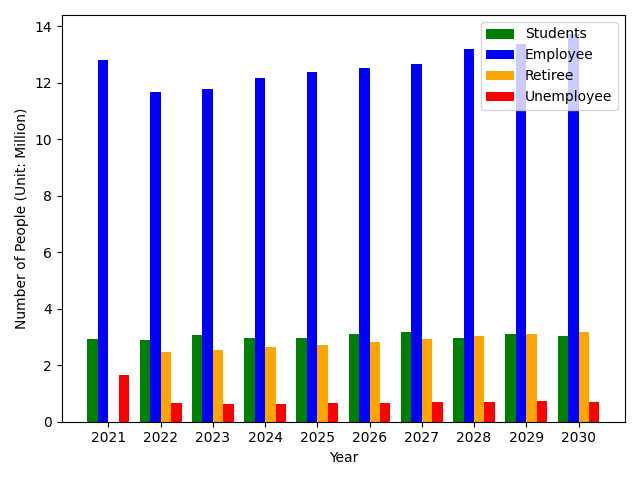 14
12
10
8
6
4
2
0
Number of People (Unit: Million)
Students
Employee
Retiree
Unemployee
2021 2022 2023 2024 2025 2026 2027 2028 2029 2030
Year